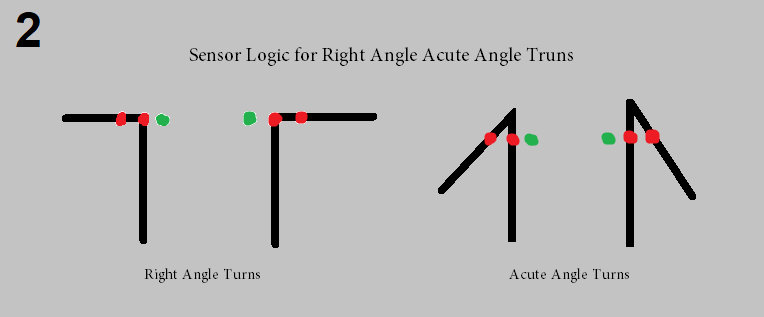 2
Sensor Logic for Right Angle Acute Angle Truns
Right Angle Turns
Acute Angle Turns